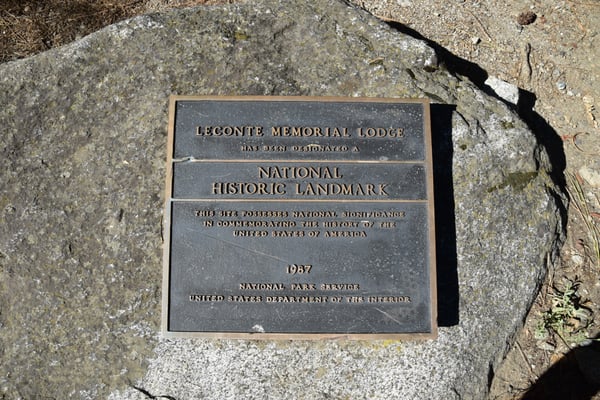 LECONTE MEMORIAL LODGE
HAS BEEN DESIGNATED A
NATIONAL
HISTORIC LANDMARK
THIS SITE POSSESSES NATIONAL SIGNIFICANCE
IN COMMEMORATING THE HISTORY OF THE
UNITED STATES OF AMERICA
1987
NATIONAL PARK SERVICE
UNITED STATES DEPARTMENT OF THE INTERIOR